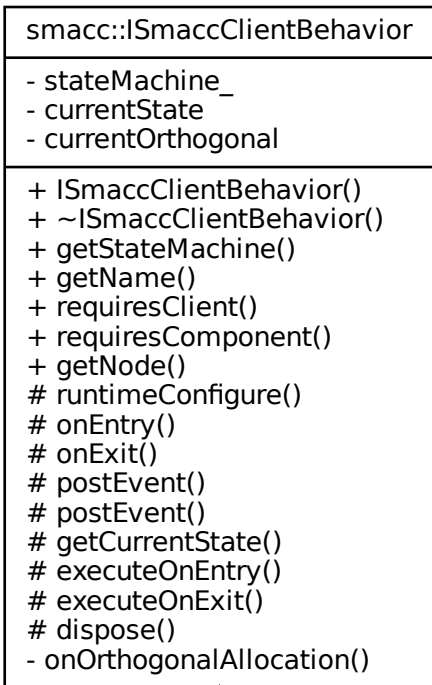 smacc::ISmaccClientBehavior
- stateMachine_
- currentState
- currentOrthogonal
+ ISmaccClientBehavior()
+ ~ISmaccClientBehavior()
+ getStateMachine()
+ getName()
+ requiresClient()
+ requiresComponent()
+ getNode()
# runtimeConfigure()
# onEntry()
# onExit()
# postEvent()
# postEvent()
# getCurrentState()
# executeOnEntry()
# executeOnExit()
# dispose()
- onOrthogonalAllocation()